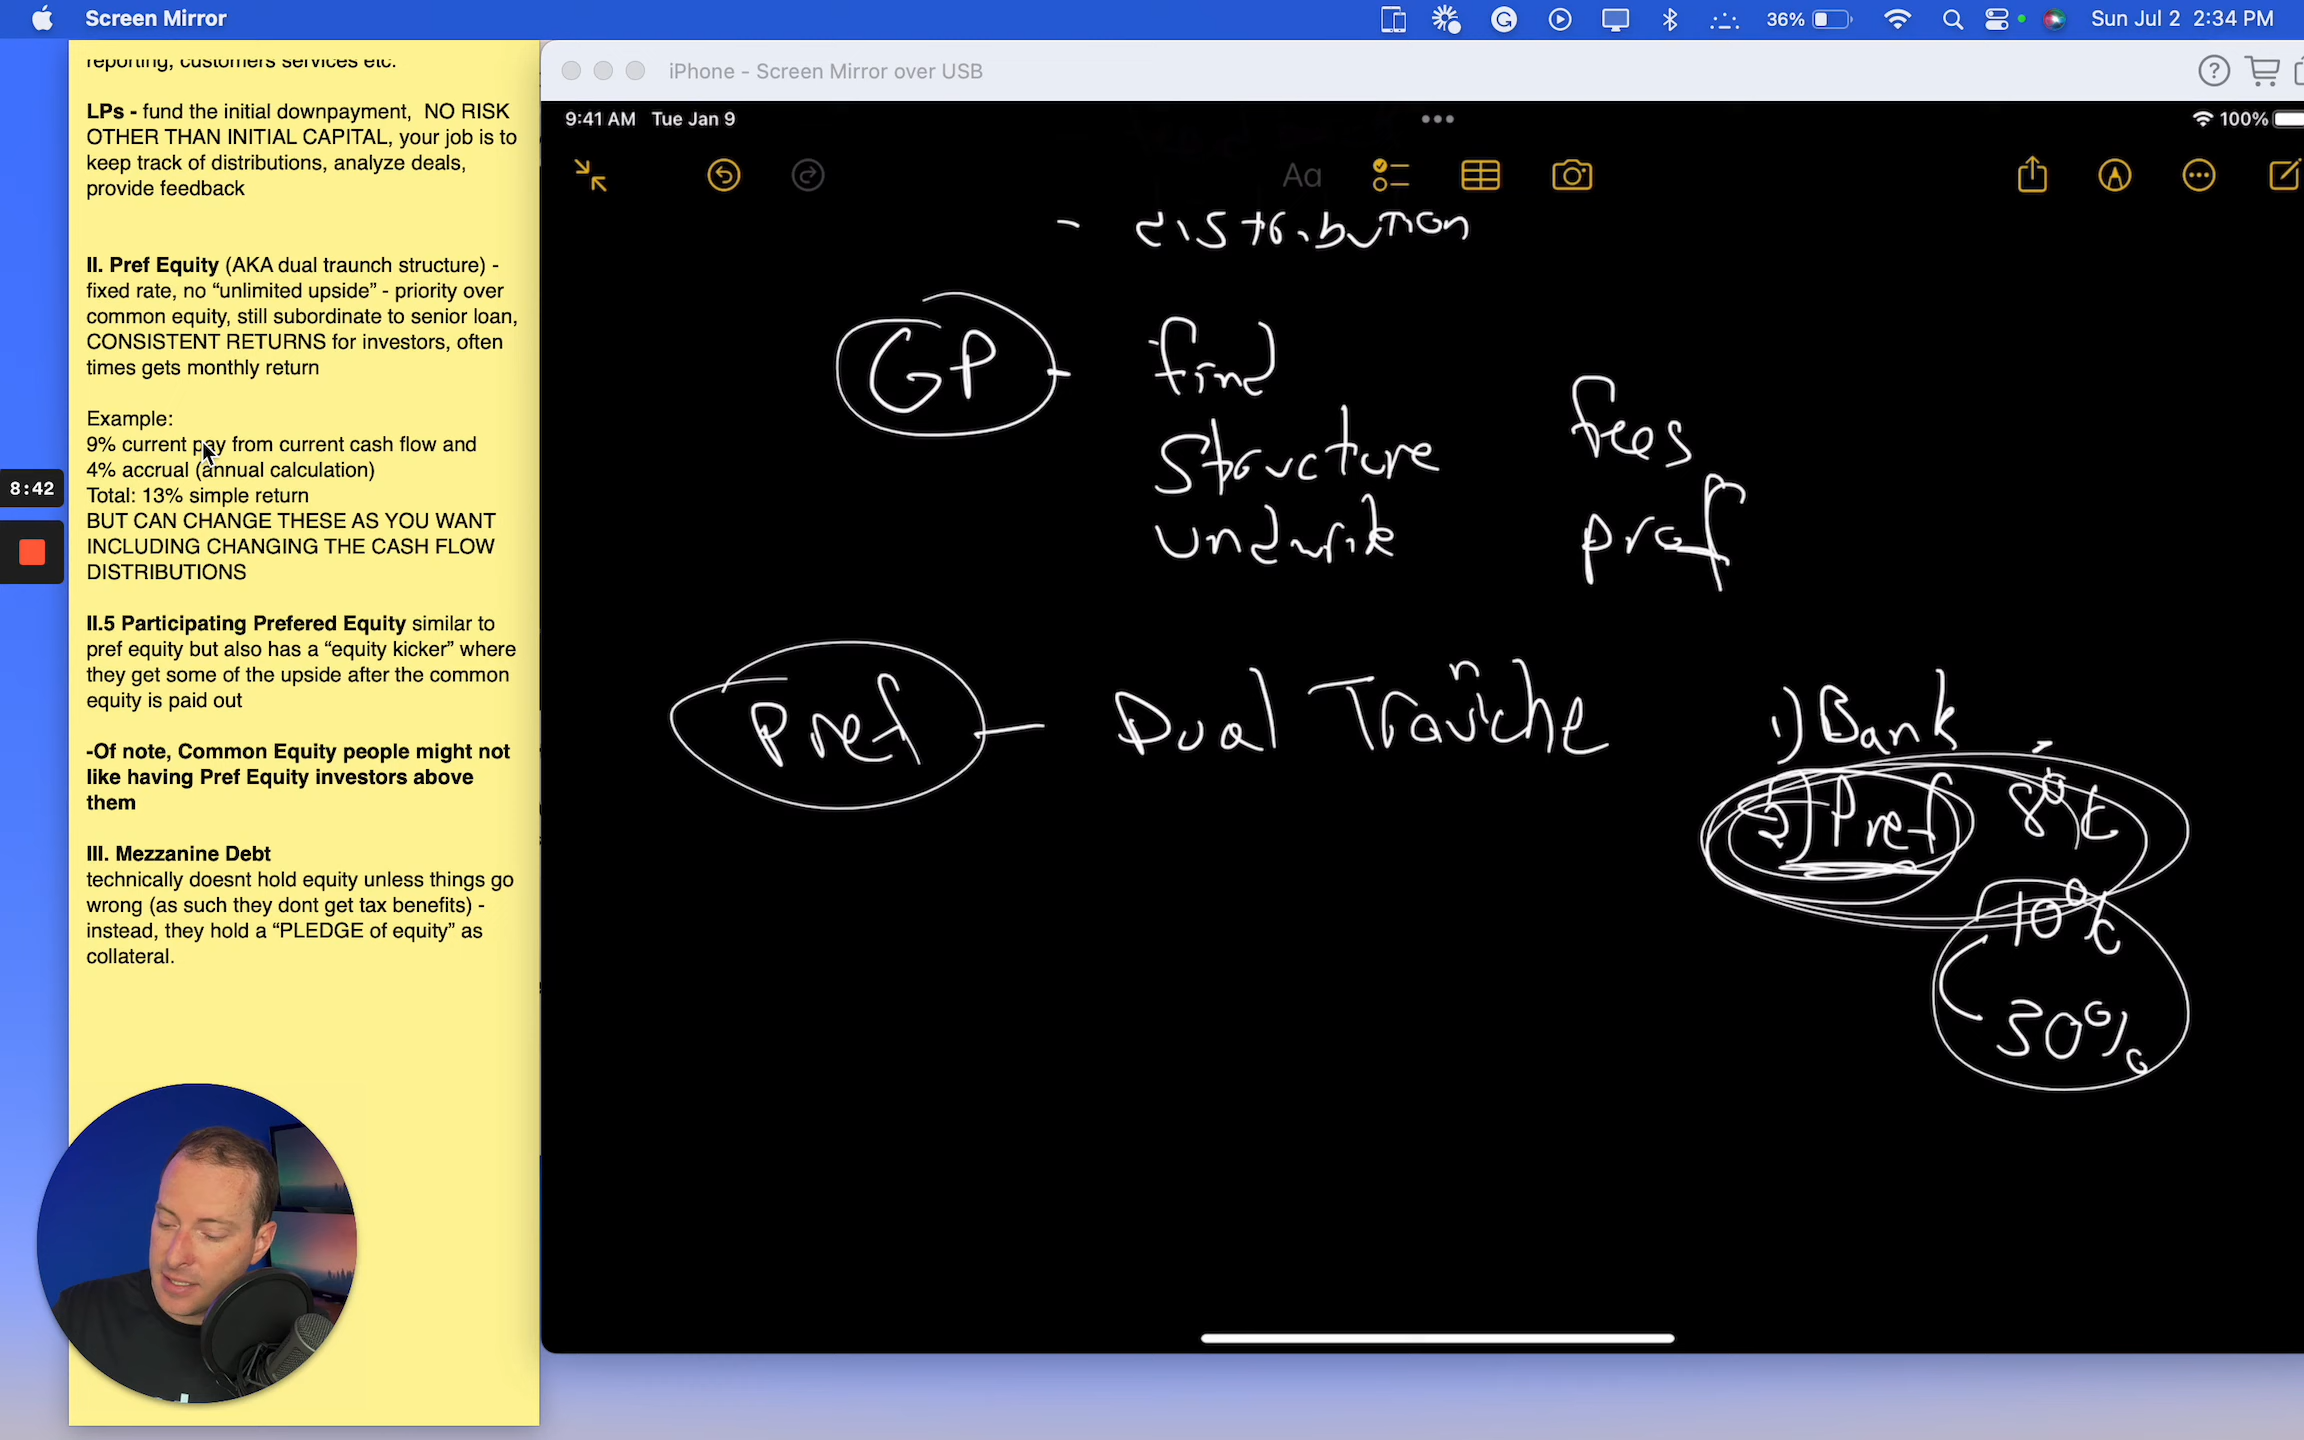 Screen Mirror
36%
Sun Jul 2 2:34 PM
reporting, customers services etc.
LPs - fund the initial downpayment, NO RISK
OTHER THAN INITIAL CAPITAL, your job is to
keep track of distributions, analyze deals,
provide feedback
II. Pref Equity (AKA dual traunch structure) -
fixed rate, no “unlimited upside” - priority over
common equity, still subordinate to senior loan,
CONSISTENT RETURNS for investors, often
times gets monthly return
Example:
9% current pay from current cash flow and
4% accrual (annual calculation)
Total: 13% simple return
BUT CAN CHANGE THESE AS YOU WANT
INCLUDING CHANGING THE CASH FLOW
DISTRIBUTIONS
II.5 Participating Prefered Equity similar to
pref equity but also has a “equity kicker” where
they get some of the upside after the common
equity is paid out
-Of note, Common Equity people might not
like having Pref Equity investors above
them
III. Mezzanine Debt
technically doesnt hold equity unless things go
wrong (as such they dont get tax benefits) -
instead, they hold a “PLEDGE of equity” as
collateral.
8:42
iPhone - Screen Mirror over USB
9:41 AM Tue Jan 9
100%
Aa
- distribution
GP - find
structure
fees
pref
Pref - Dual Traunche
1) Bank
2) Pref 8%
10%
30%